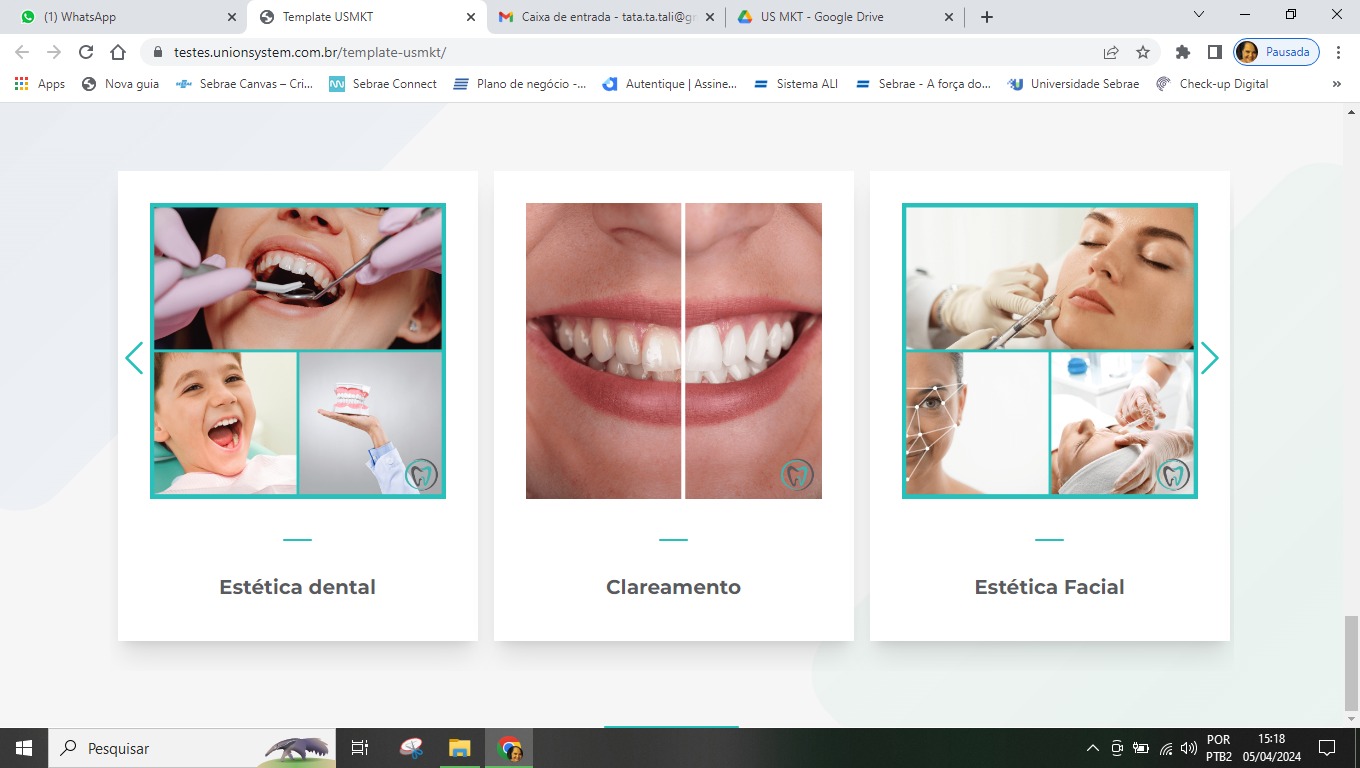 (1) WhatsApp
Template USMKT
Caixa de entrada - tata.ta.tali@gr
US MKT - Google Drive
testes.unionsystem.com.br/template-usmkt/
Pausada
Apps
Nova guia
Sebrae Canvas – Cri...
Sebrae Connect
Plano de negócio -...
Autentique | Assine...
Sistema ALI
Sebrae - A força do...
Universidade Sebrae
Check-up Digital
»
Estética dental
Clareamento
Estética Facial
Pesquisar
POR
PTB2
15:18
05/04/2024